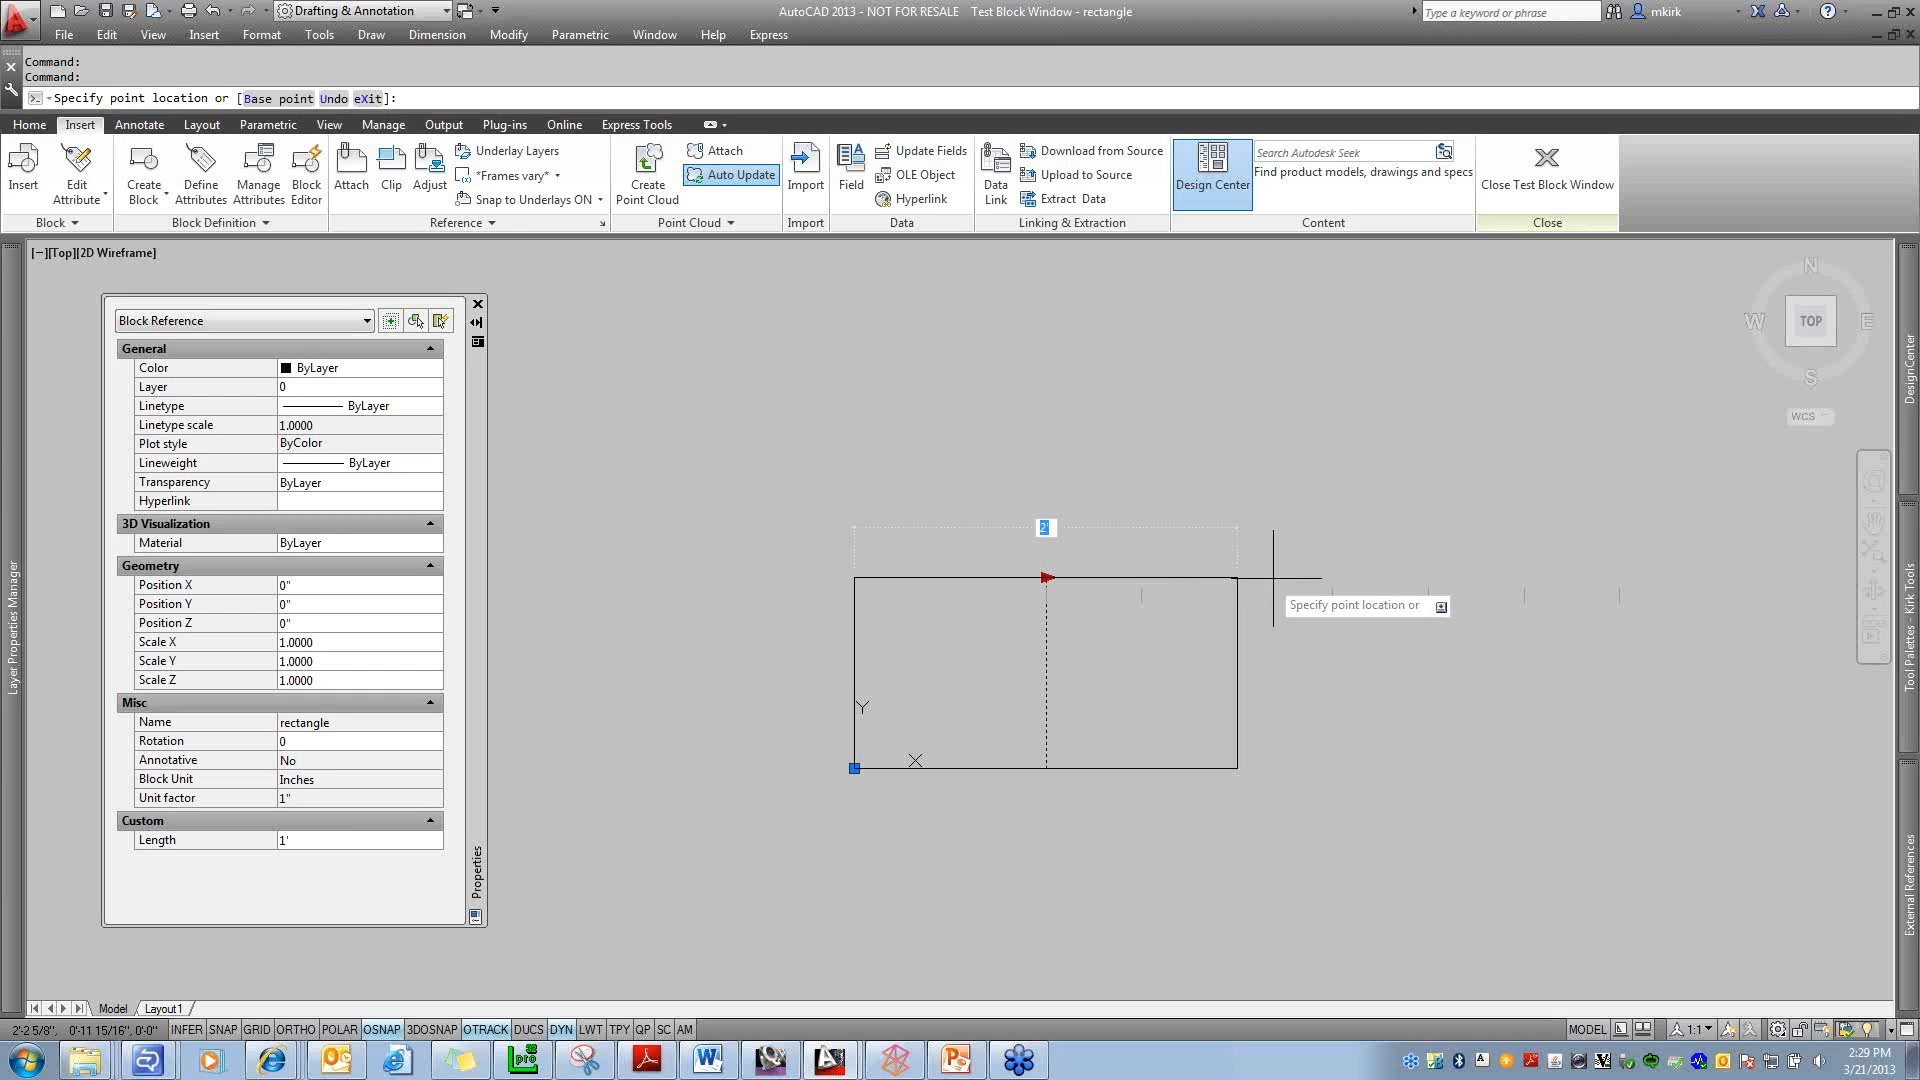 Drafting & Annotation
AutoCAD 2013 - NOT FOR RESALE Test Block Window - rectangle
Type a keyword or phrase
mkirk
File Edit View Insert Format Tools Draw Dimension Modify Parametric Window Help Express
Command:
Command:
Specify point location or [Base point Undo eXit]:
Home Insert Annotate Layout Parametric View Manage Output Plug-ins Online Express Tools
Insert
Edit Attribute
Create Block
Define Attributes
Manage Attributes
Block Editor
Attach
Clip
Adjust
Underlay Layers
*Frames vary*
Snap to Underlays ON
Create Point Cloud
Attach
Auto Update
Import
Field
Update Fields
OLE Object
Hyperlink
Data Link
Download from Source
Upload to Source
Extract Data
Design Center
Search Autodesk Seek
Find product models, drawings and specs
Close Test Block Window
Block
Block Definition
Reference
Point Cloud
Import
Data
Linking & Extraction
Content
Close
[−][Top][2D Wireframe]
Block Reference
General
Color ByLayer
Layer 0
Linetype ByLayer
Linetype scale 1.0000
Plot style ByColor
Lineweight ByLayer
Transparency ByLayer
Hyperlink
3D Visualization
Material ByLayer
Geometry
Position X 0"
Position Y 0"
Position Z 0"
Scale X 1.0000
Scale Y 1.0000
Scale Z 1.0000
Misc
Name rectangle
Rotation 0
Annotative No
Block Unit Inches
Unit factor 1"
Custom
Length 1'
Properties
Layer Properties Manager
2'
Specify point location or
Y
X
N
W TOP E
S
WCS
DesignCenter
Tool Palettes - Kirk Tools
External References
Model Layout1
2'-2 5/8", 0'-11 15/16", 0'-0"
INFER SNAP GRID ORTHO POLAR OSNAP 3DOSNAP OTRACK DUCS DYN LWT TPY QP SC AM
MODEL
1:1
2:29 PM
3/21/2013